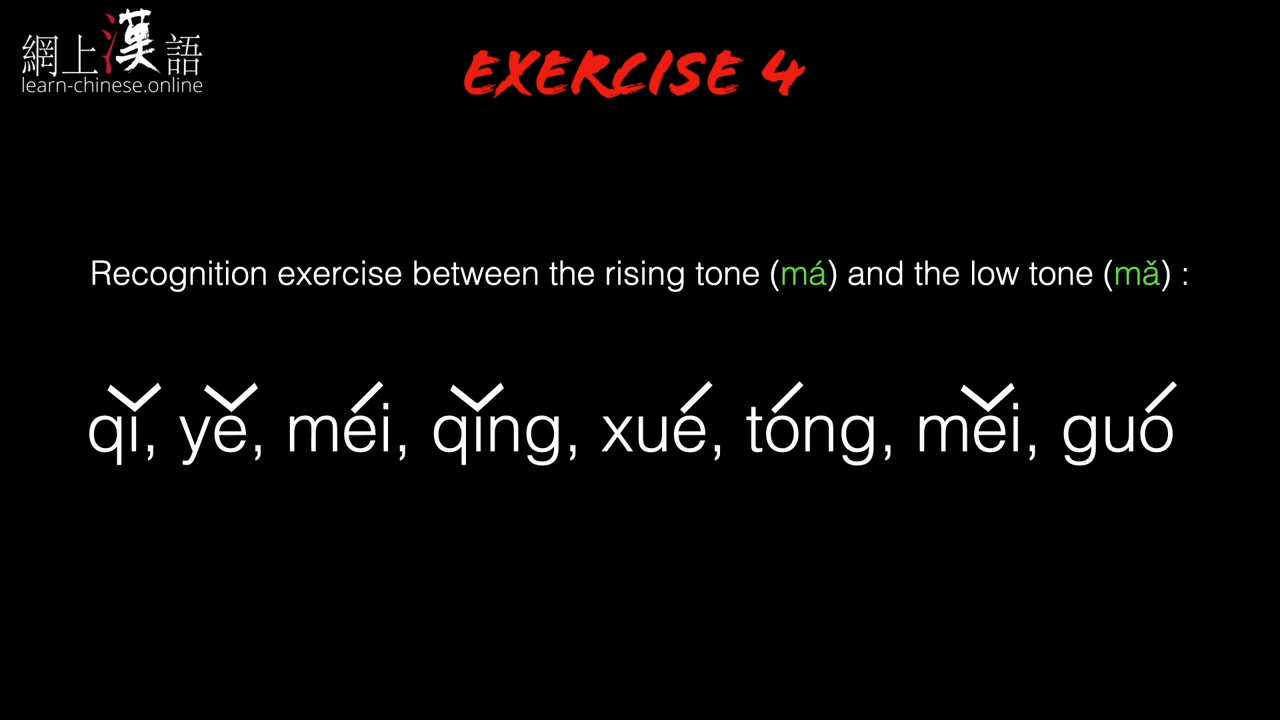 網上漢語
learn-chinese.online
EXERCISE 4
Recognition exercise between the rising tone (má) and the low tone (mǎ) :
qǐ, yě, méi, qǐng, xué, tóng, měi, guó